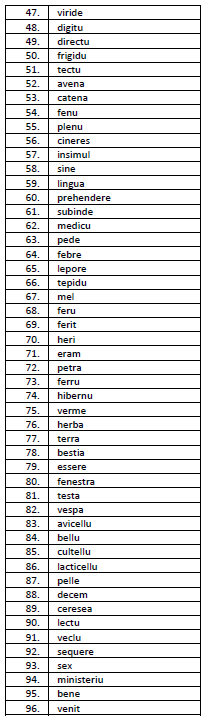 47. viride
48. digitu
49. directu
50. frigidu
51. tectu
52. avena
53. catena
54. fenu
55. plenu
56. cineres
57. insimul
58. sine
59. lingua
60. prehendere
61. subinde
62. medicu
63. pede
64. febre
65. lepore
66. tepidu
67. mel
68. feru
69. ferit
70. heri
71. eram
72. petra
73. ferru
74. hibernu
75. verme
76. herba
77. terra
78. bestia
79. essere
80. fenestra
81. testa
82. vespa
83. avicellu
84. bellu
85. cultellu
86. lacticellu
87. pelle
88. decem
89. ceresea
90. lectu
91. veclu
92. sequere
93. sex
94. ministeriu
95. bene
96. venit